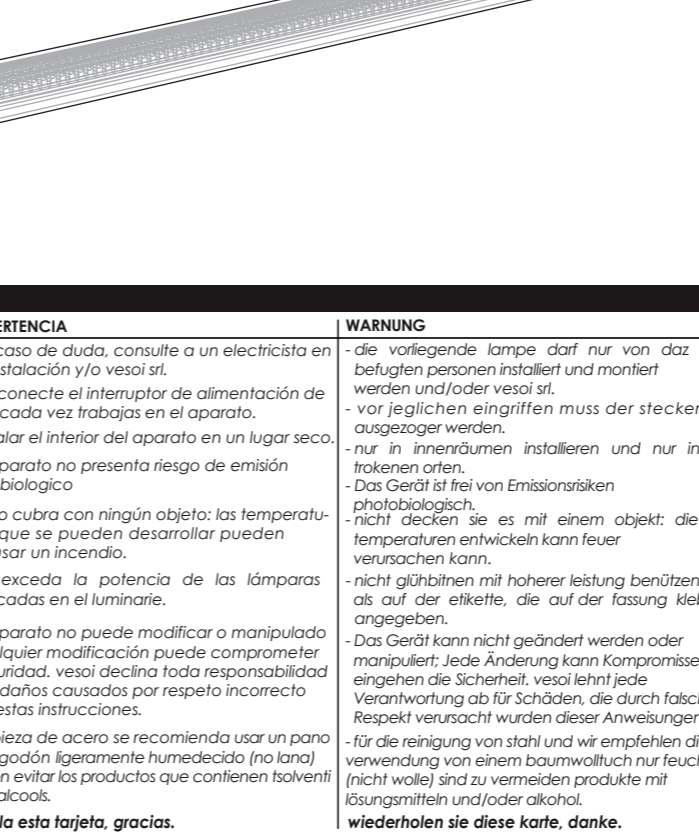 ERTENCIA
caso de duda, consulte a un electricista en
stalación y/o vesoi srl.
conecte el interruptor de alimentación de
cada vez trabajas en el aparato.
alar el interior del aparato en un lugar seco.
parato no presenta riesgo de emisión
biologico
o cubra con ningún objeto: las temperatu-
que se pueden desarrollar pueden
usar un incendio.
exceda la potencia de las lámparas
cadas en el luminarie.
parato no puede modificar o manipulado
lquier modificación puede comprometer
uridad. vesoi declina toda responsabilidad
daños causados por respeto incorrecto
estas instrucciones.
pieza de acero se recomienda usar un pano
lgodón ligeramente humedecido (no lana)
n evitar los productos que contienen tsolventi
alcools.
la esta tarjeta, gracias.
WARNUNG
- die vorliegende lampe darf nur von daz
befugten personen installiert und montiert
werden und/oder vesoi srl.
- vor jeglichen eingriffen muss der stecker
ausgezoger werden.
- nur in innenräumen installieren und nur in
trokenen orten.
- Das Gerät ist frei von Emissionsrisiken
photobiologisch.
- nicht decken sie es mit einem objekt: die
temperaturen entwickeln kann feuer
verursachen kann.
- nicht glühbitnen mit hoherer leistung benützen
als auf der etikette, die auf der fassung kleb
angegeben.
- Das Gerät kann nicht geändert werden oder
manipuliert; Jede Änderung kann Kompromisse
eingehen die Sicherheit. vesoi lehnt jede
Verantwortung ab für Schäden, die durch falsch
Respekt verursacht wurden dieser Anweisungen
- für die reinigung von stahl und wir empfehlen di
verwendung von einem baumwolltuch nur feuch
(nicht wolle) sind zu vermeiden produkte mit
lösungsmitteln und/oder alkohol.
wiederholen sie diese karte, danke.